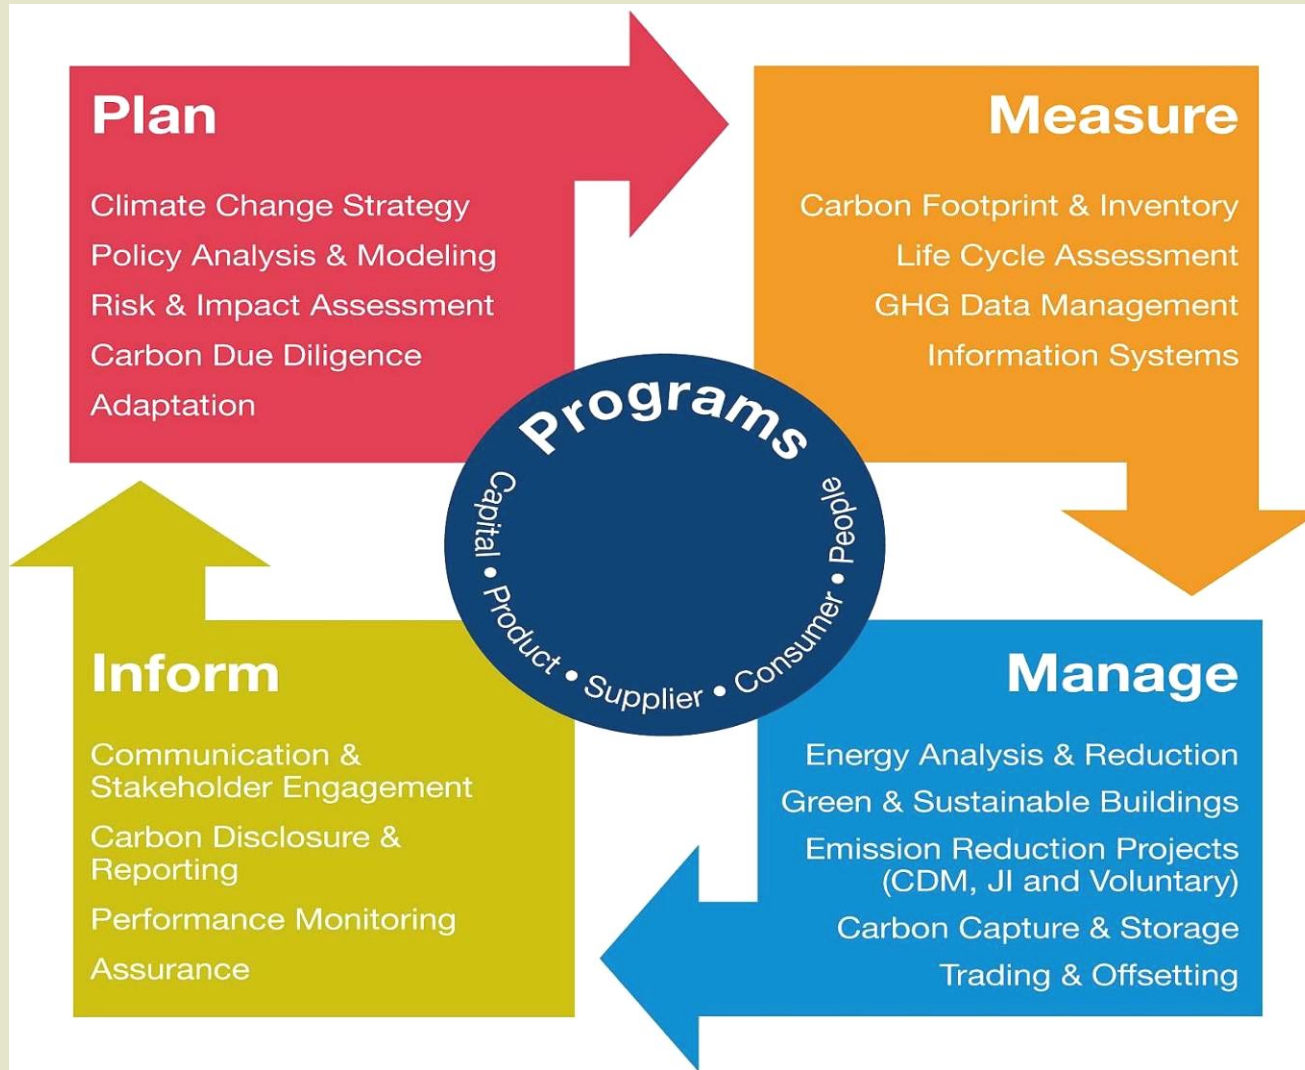 Plan
Climate Change Strategy
Policy Analysis & Modeling
Risk & Impact Assessment
Carbon Due Diligence
Adaptation
Measure
Carbon Footprint & Inventory
Life Cycle Assessment
GHG Data Management
Information Systems
Programs
Capital • Product • Supplier • Consumer • People
Inform
Communication &
Stakeholder Engagement
Carbon Disclosure &
Reporting
Performance Monitoring
Assurance
Manage
Energy Analysis & Reduction
Green & Sustainable Buildings
Emission Reduction Projects
(CDM, JI and Voluntary)
Carbon Capture & Storage
Trading & Offsetting